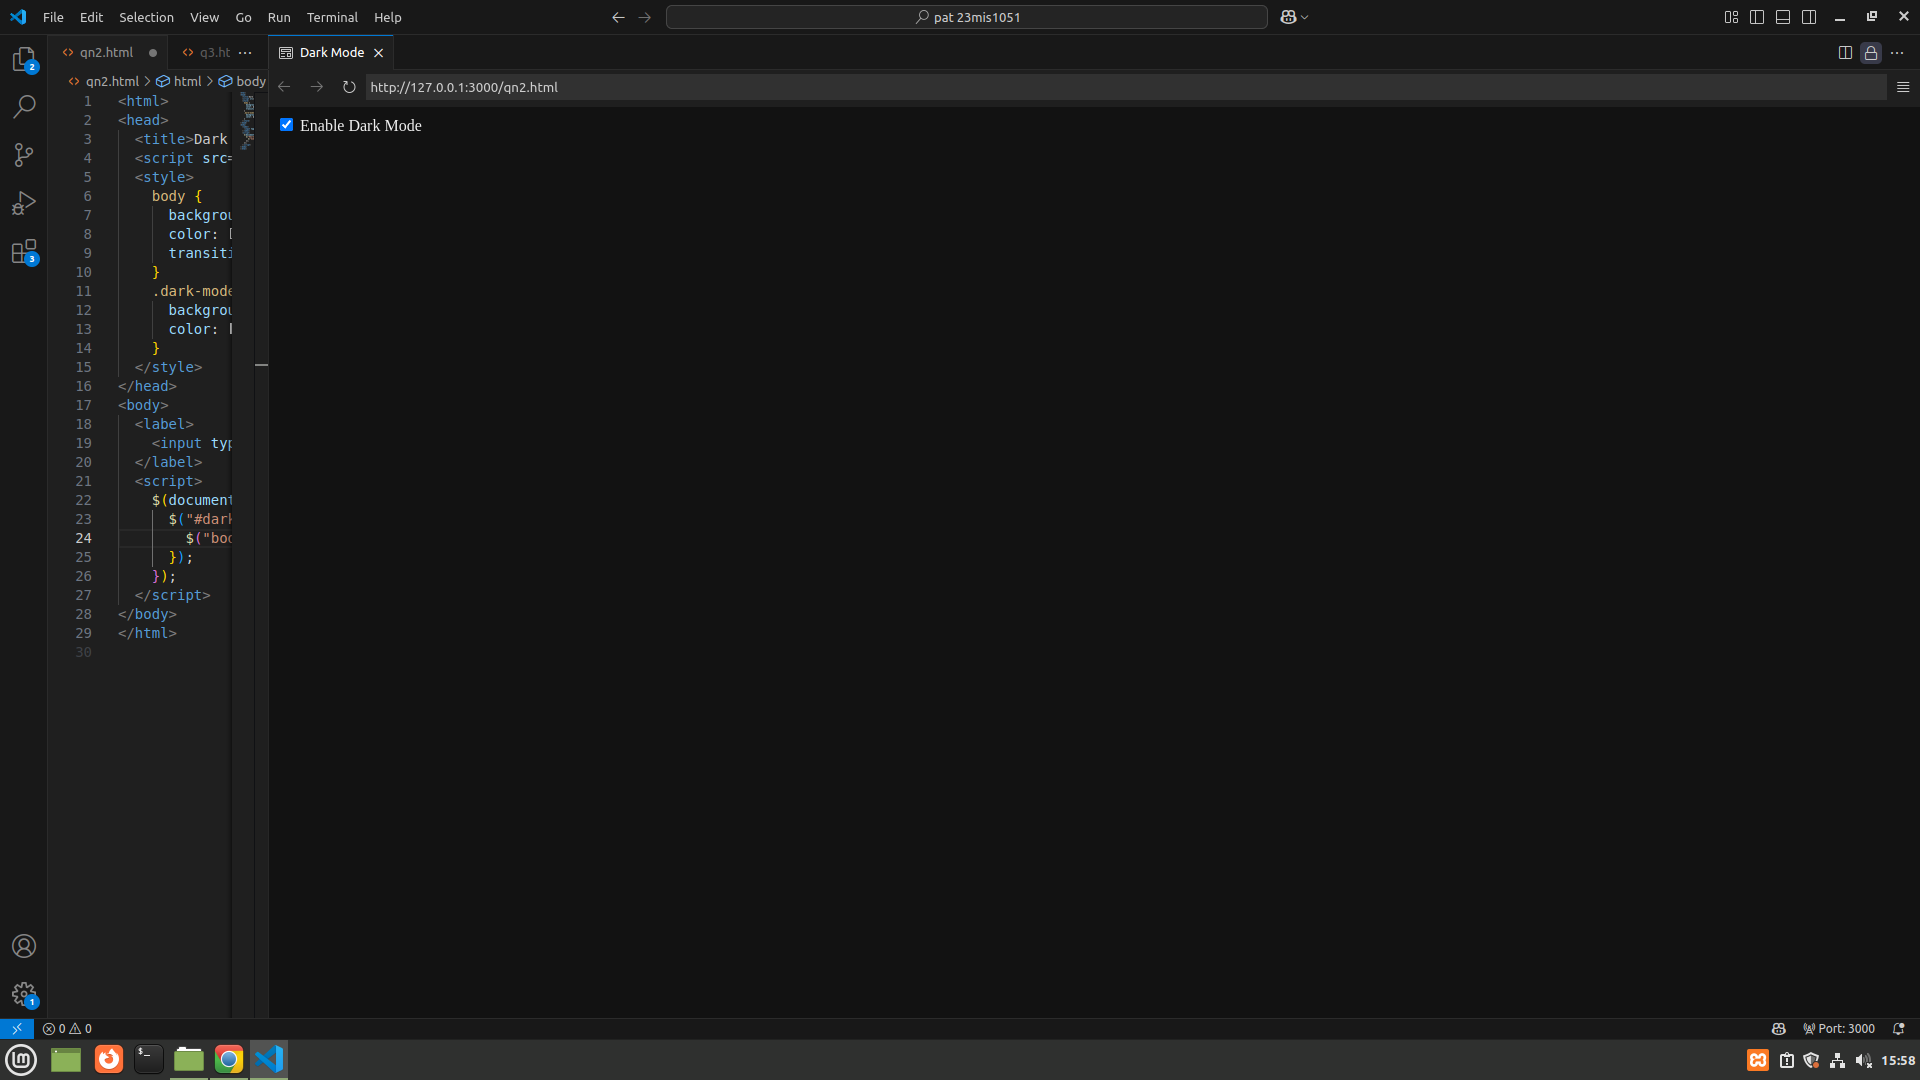 File Edit Selection View Go Run Terminal Help
pat 23mis1051
qn2.html
q3.ht
Dark Mode
qn2.html > html > body
http://127.0.0.1:3000/qn2.html
Enable Dark Mode
1 <html>
2 <head>
3 <title>Dark
4 <script src=
5 <style>
6 body {
7 backgrou
8 color:
9 transiti
10 }
11 .dark-mode
12 backgrou
13 color:
14 }
15 </style>
16 </head>
17 <body>
18 <label>
19 <input typ
20 </label>
21 <script>
22 $(document
23 $("#dark
24 $("bod
25 });
26 });
27 </script>
28 </body>
29 </html>
30
2
3
1
0 0
Port: 3000
15:58